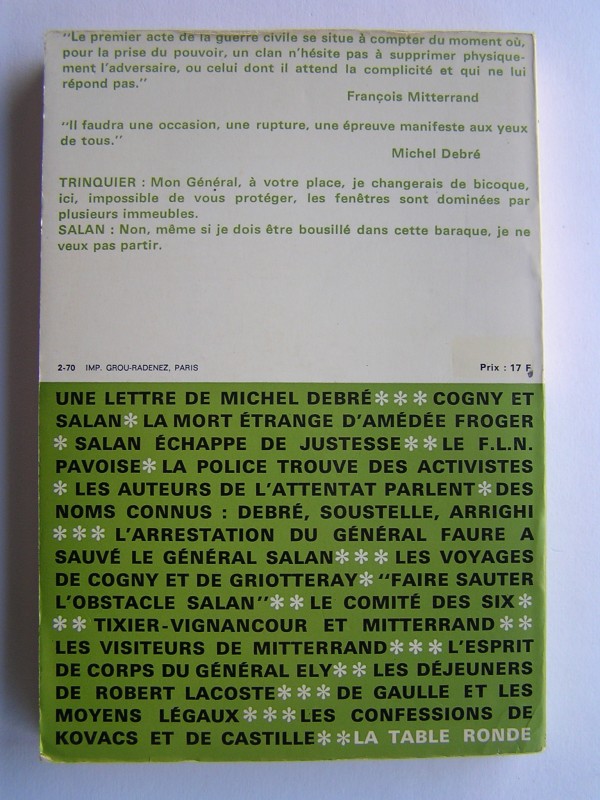 "Le premier acte de la guerre civile se situe à compter du moment où,
pour la prise du pouvoir, un clan n'hésite pas à supprimer physique-
ment l'adversaire, ou celui dont il attend la complicité et qui ne lui
répond pas."
François Mitterrand
"Il faudra une occasion, une rupture, une épreuve manifeste aux yeux
de tous."
Michel Debré
TRINQUIER : Mon Général, à votre place, je changerais de bicoque,
ici, impossible de vous protéger, les fenêtres sont dominées par
plusieurs immeubles.
SALAN : Non, même si je dois être bousillé dans cette baraque, je ne
veux pas partir.
2-70 IMP. GROU-RADENEZ, PARIS Prix : 17 F
UNE LETTRE DE MICHEL DEBRÉ***COGNY ET
SALAN*LA MORT ÉTRANGE D'AMÉDÉE FROGER
* SALAN ÉCHAPPE DE JUSTESSE**LE F.L.N.
PAVOISE*LA POLICE TROUVE DES ACTIVISTES
* LES AUTEURS DE L'ATTENTAT PARLENT*DES
NOMS CONNUS : DEBRÉ, SOUSTELLE, ARRIGHI
*** L'ARRESTATION DU GÉNÉRAL FAURE A
SAUVÉ LE GÉNÉRAL SALAN*** LES VOYAGES
DE COGNY ET DE GRIOTTERAY*"FAIRE SAUTER
L'OBSTACLE SALAN"** LE COMITÉ DES SIX*
** TIXIER-VIGNANCOUR ET MITTERRAND**
LES VISITEURS DE MITTERRAND***L'ESPRIT
DE CORPS DU GÉNÉRAL ELY** LES DÉJEUNERS
DE ROBERT LACOSTE***DE GAULLE ET LES
MOYENS LÉGAUX***LES CONFESSIONS DE
KOVACS ET DE CASTILLE**LA TABLE RONDE